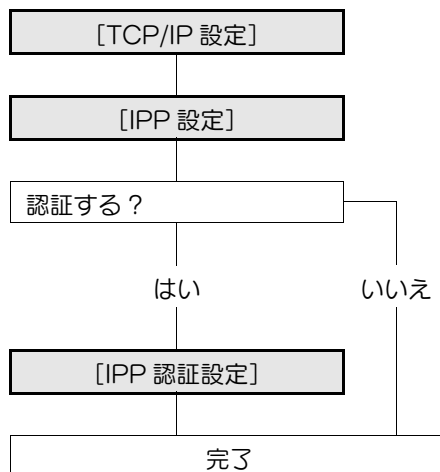 [TCP/IP 設定]
[IPP 設定]
認証する？
はい
いいえ
[IPP 認証設定]
完了